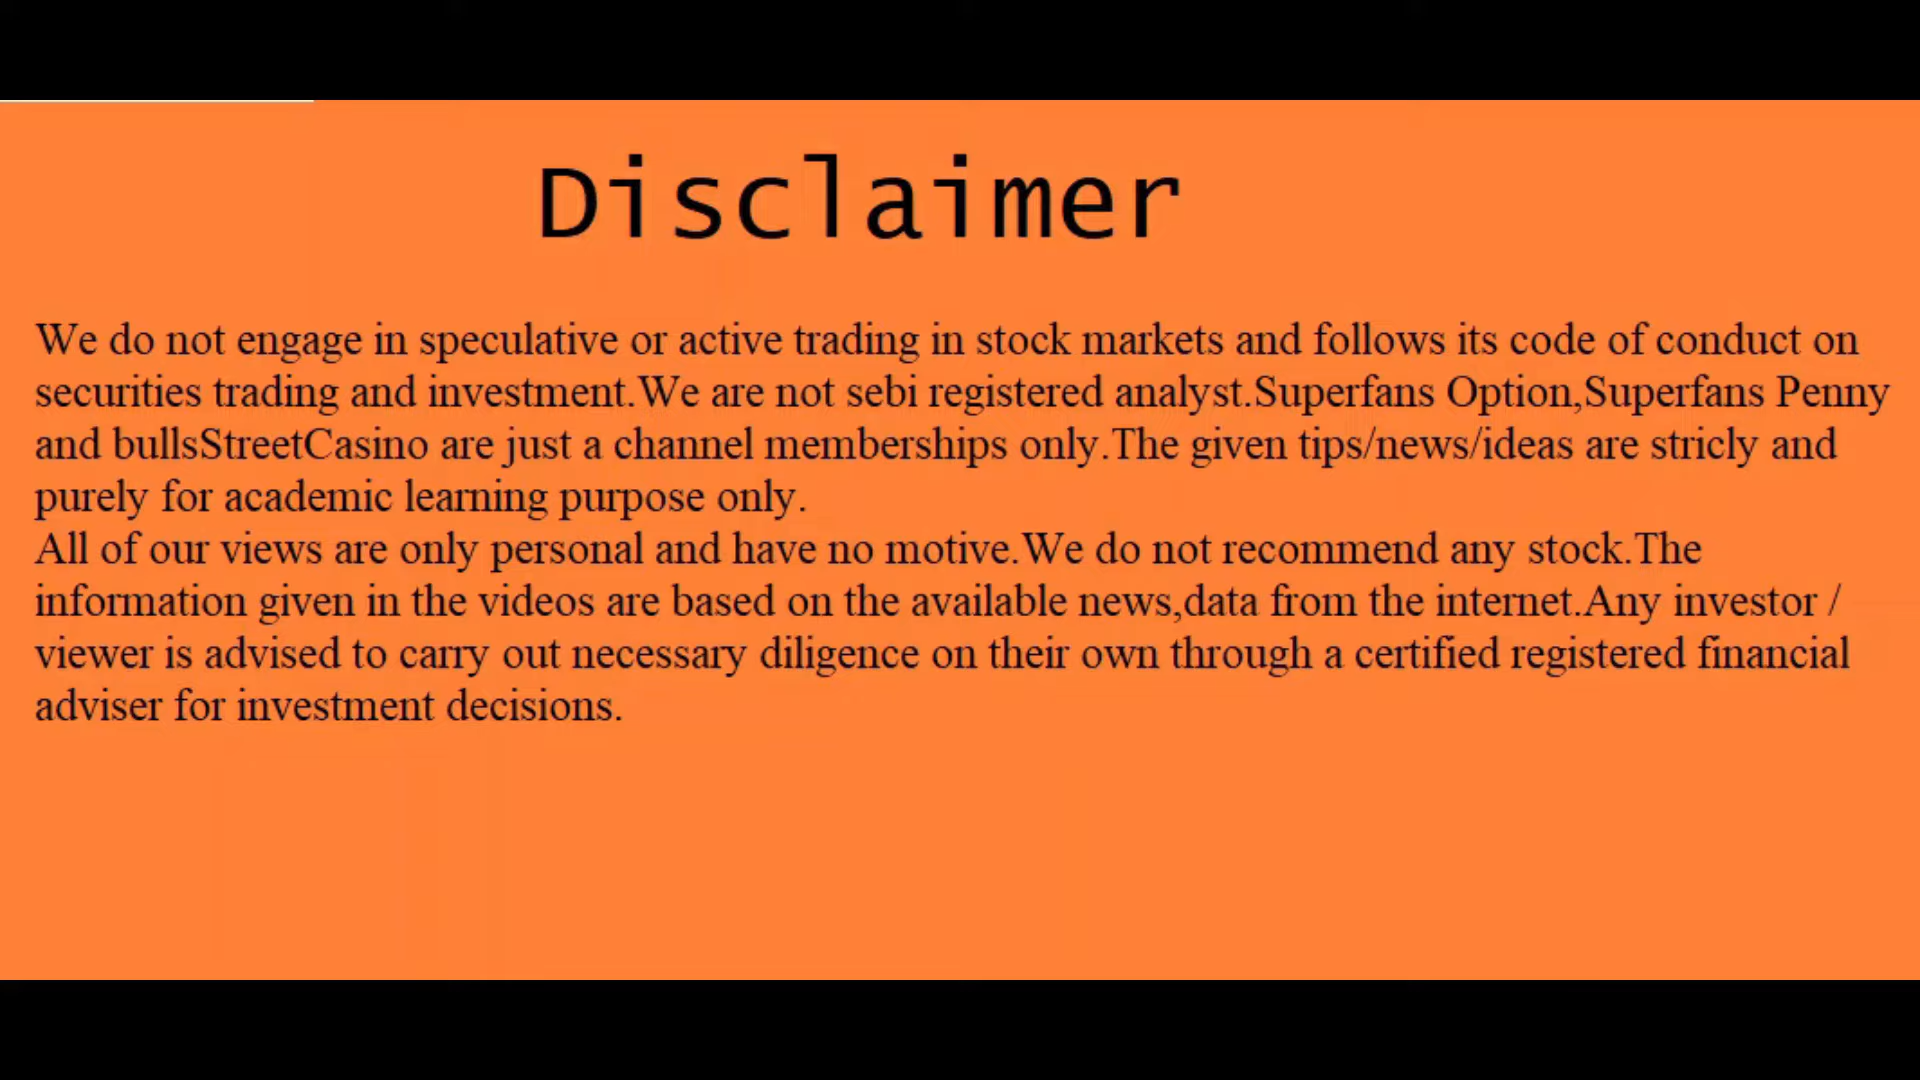 Disclaimer
We do not engage in speculative or active trading in stock markets and follows its code of conduct on
securities trading and investment.We are not sebi registered analyst.Superfans Option,Superfans Penny
and bullsStreetCasino are just a channel memberships only.The given tips/news/ideas are stricly and
purely for academic learning purpose only.
All of our views are only personal and have no motive.We do not recommend any stock.The
information given in the videos are based on the available news,data from the internet.Any investor /
viewer is advised to carry out necessary diligence on their own through a certified registered financial
adviser for investment decisions.